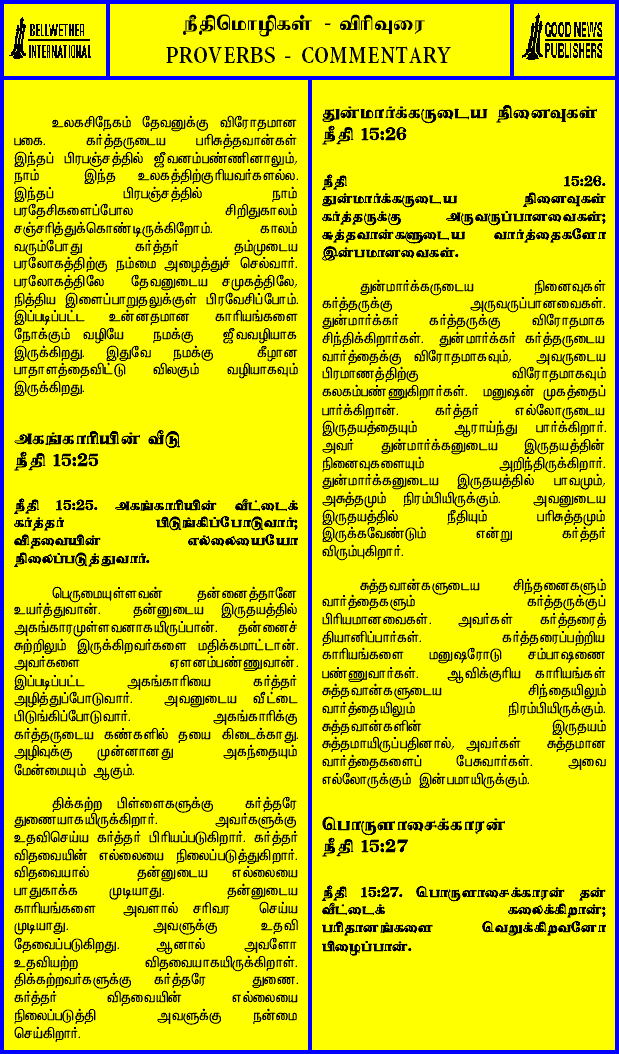 BELLWETHER
INTERNATIONAL
நீதிமொழிகள் - விரிவுரை
PROVERBS - COMMENTARY
GOOD NEWS
PUBLISHERS
உலகசிநேகம் தேவனுக்கு விரோதமான
பகை. கர்த்தருடைய பரிசுத்தவான்கள்
இந்தப் பிரபஞ்சத்தில் ஜீவனம்பண்ணினாலும்,
நாம் இந்த உலகத்திற்குரியவர்களல்ல.
இந்தப் பிரபஞ்சத்தில் நாம்
பரதேசிகளைப்போல சிறிதுகாலம்
சஞ்சரித்துக்கொண்டிருக்கிறோம். காலம்
வரும்போது கர்த்தர் தம்முடைய
பரலோகத்திற்கு நம்மை அழைத்துச் செல்வார்.
பரலோகத்திலே தேவனுடைய சமுகத்திலே,
நித்திய இளைப்பாறுதலுக்குள் பிரவேசிப்போம்.
இப்படிப்பட்ட உன்னதமான காரியங்களை
நோக்கும் வழியே நமக்கு ஜீவவழியாக
இருக்கிறது. இதுவே நமக்கு கீழான
பாதாளத்தைவிட்டு விலகும் வழியாகவும்
இருக்கிறது.
அகங்காரியின் வீடு
நீதி 15:25
நீதி 15:25. அகங்காரியின் வீட்டைக்
கர்த்தர் பிடுங்கிப்போடுவார்;
விதவையின் எல்லையையோ
நிலைப்படுத்துவார்.
பெருமையுள்ளவன் தன்னைத்தானே
உயர்த்துவான். தன்னுடைய இருதயத்தில்
அகங்காரமுள்ளவனாகயிருப்பான். தன்னைச்
சுற்றிலும் இருக்கிறவர்களை மதிக்கமாட்டான்.
அவர்களை ஏளனம்பண்ணுவான்.
இப்படிப்பட்ட அகங்காரியை கர்த்தர்
அழித்துப்போடுவார். அவனுடைய வீட்டை
பிடுங்கிப்போடுவார். அகங்காரிக்கு
கர்த்தருடைய கண்களில் தயை கிடைக்காது.
அழிவுக்கு முன்னானது அகந்தையும்
மேன்மையும் ஆகும்.
திக்கற்ற பிள்ளைகளுக்கு கர்த்தரே
துணையாகயிருக்கிறார். அவர்களுக்கு
உதவிசெய்ய கர்த்தர் பிரியப்படுகிறார். கர்த்தர்
விதவையின் எல்லையை நிலைப்படுத்துகிறார்.
விதவையால் தன்னுடைய எல்லையை
பாதுகாக்க முடியாது. தன்னுடைய
காரியங்களை அவளால் சரிவர செய்ய
முடியாது. அவளுக்கு உதவி
தேவைப்படுகிறது. ஆனால் அவளோ
உதவியற்ற விதவையாகயிருக்கிறாள்.
திக்கற்றவர்களுக்கு கர்த்தரே துணை.
கர்த்தர் விதவையின் எல்லையை
நிலைப்படுத்தி அவளுக்கு நன்மை
செய்கிறார்.
துன்மார்க்கருடைய நினைவுகள்
நீதி 15:26
நீதி 15:26.
துன்மார்க்கருடைய நினைவுகள்
கர்த்தருக்கு அருவருப்பானவைகள்;
சுத்தவான்களுடைய வார்த்தைகளோ
இன்பமானவைகள்.
துன்மார்க்கருடைய நினைவுகள்
கர்த்தருக்கு அருவருப்பானவைகள்.
துன்மார்க்கர் கர்த்தருக்கு விரோதமாக
சிந்திக்கிறார்கள். துன்மார்க்கர் கர்த்தருடைய
வார்த்தைக்கு விரோதமாகவும், அவருடைய
பிரமாணத்திற்கு விரோதமாகவும்
கலகம்பண்ணுகிறார்கள். மனுஷன் முகத்தைப்
பார்க்கிறான். கர்த்தர் எல்லோருடைய
இருதயத்தையும் ஆராய்ந்து பார்க்கிறார்.
அவர் துன்மார்க்கனுடைய இருதயத்தின்
நினைவுகளையும் அறிந்திருக்கிறார்.
துன்மார்க்கனுடைய இருதயத்தில் பாவமும்,
அசுத்தமும் நிரம்பியிருக்கும். அவனுடைய
இருதயத்தில் நீதியும் பரிசுத்தமும்
இருக்கவேண்டும் என்று கர்த்தர்
விரும்புகிறார்.
சுத்தவான்களுடைய சிந்தனைகளும்
வார்த்தைகளும் கர்த்தருக்குப்
பிரியமானவைகள். அவர்கள் கர்த்தரைத்
தியானிப்பார்கள். கர்த்தரைப்பற்றிய
காரியங்களை மனுஷரோடு சம்பாஷணை
பண்ணுவார்கள். ஆவிக்குரிய காரியங்கள்
சுத்தவான்களுடைய சிந்தையிலும்
வார்த்தையிலும் நிரம்பியிருக்கும்.
சுத்தவான்களின் இருதயம்
சுத்தமாயிருப்பதினால், அவர்கள் சுத்தமான
வார்த்தைகளைப் பேசுவார்கள். அவை
எல்லோருக்கும் இன்பமாயிருக்கும்.
பொருளாசைக்காரன்
நீதி 15:27
நீதி 15:27. பொருளாசைக்காரன் தன்
வீட்டைக் கலைக்கிறான்;
பரிதானங்களை வெறுக்கிறவனோ
பிழைப்பான்.